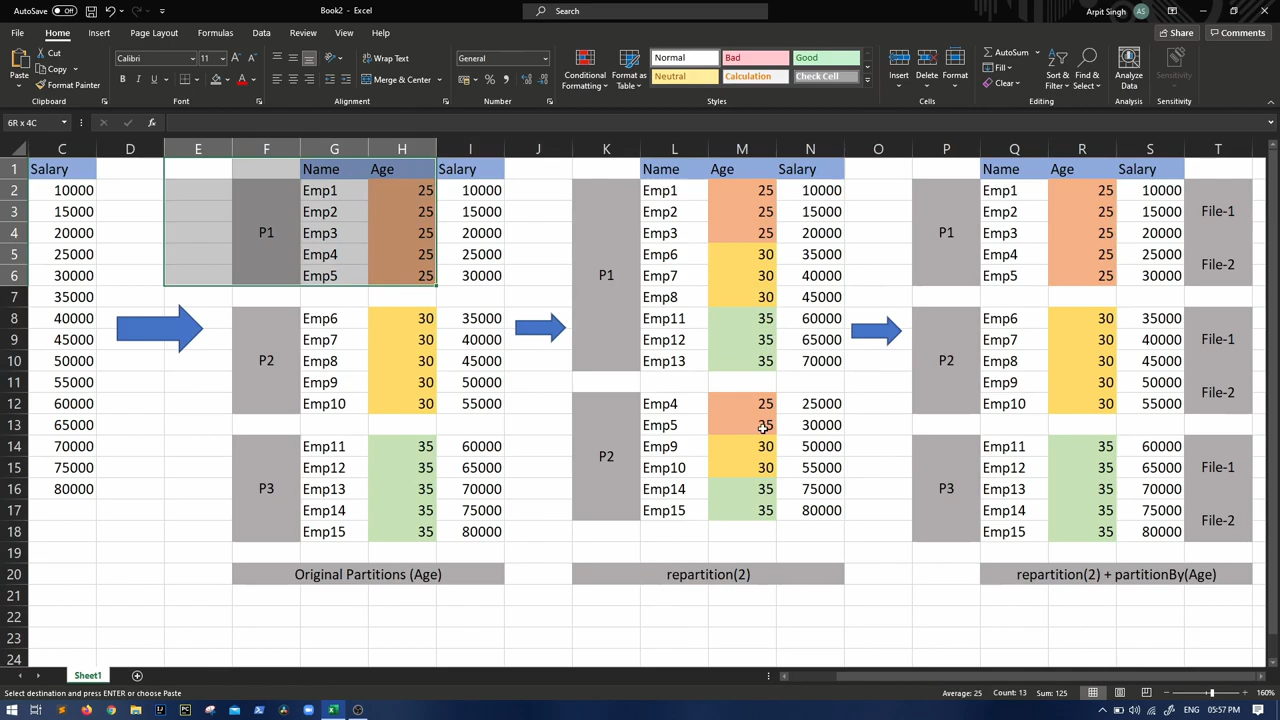 AutoSave Off
Book2 - Excel
Search
Arpit Singh AS
File Home Insert Page Layout Formulas Data Review View Help
Share Comments
Paste
Cut
Copy
Format Painter
Clipboard
Calibri 11
B I U
Font
Wrap Text
Merge & Center
Alignment
General
Number
Conditional Formatting
Format as Table
Normal Bad Good
Neutral Calculation Check Cell
Styles
Insert Delete Format
Cells
AutoSum
Fill
Clear
Sort & Filter
Find & Select
Editing
Analyze Data
Analysis
Sensitivity
Sensitivity
6R x 4C fx
C D E F G H I J K L M N O P Q R S T
1 Salary Name Age Salary Name Age Salary Name Age Salary
2 10000 Emp1 25 10000 Emp1 25 10000 Emp1 25 10000
3 15000 Emp2 25 15000 Emp2 25 15000 Emp2 25 15000 File-1
4 20000 P1 Emp3 25 20000 Emp3 25 20000 P1 Emp3 25 20000
5 25000 Emp4 25 25000 Emp6 30 35000 Emp4 25 25000 File-2
6 30000 Emp5 25 30000 P1 Emp7 30 40000 Emp5 25 30000
7 35000 Emp8 30 45000
8 40000 Emp6 30 35000 Emp11 35 60000 Emp6 30 35000
9 45000 Emp7 30 40000 Emp12 35 65000 Emp7 30 40000 File-1
10 50000 P2 Emp8 30 45000 Emp13 35 70000 P2 Emp8 30 45000
11 55000 Emp9 30 50000 Emp9 30 50000 File-2
12 60000 Emp10 30 55000 Emp4 25 25000 Emp10 30 55000
13 65000 Emp5 25 30000
14 70000 Emp11 35 60000 P2 Emp9 30 50000 Emp11 35 60000 File-1
15 75000 Emp12 35 65000 Emp10 30 55000 Emp12 35 65000
16 80000 P3 Emp13 35 70000 Emp14 35 75000 P3 Emp13 35 70000
17 Emp14 35 75000 Emp15 35 80000 Emp14 35 75000 File-2
18 Emp15 35 80000 Emp15 35 80000
19
20 Original Partitions (Age) repartition(2) repartition(2) + partitionBy(Age)
21
22
23
24
Sheet1
Select destination and press ENTER or choose Paste Average: 25 Count: 13 Sum: 125 160%
ENG 05:57 PM